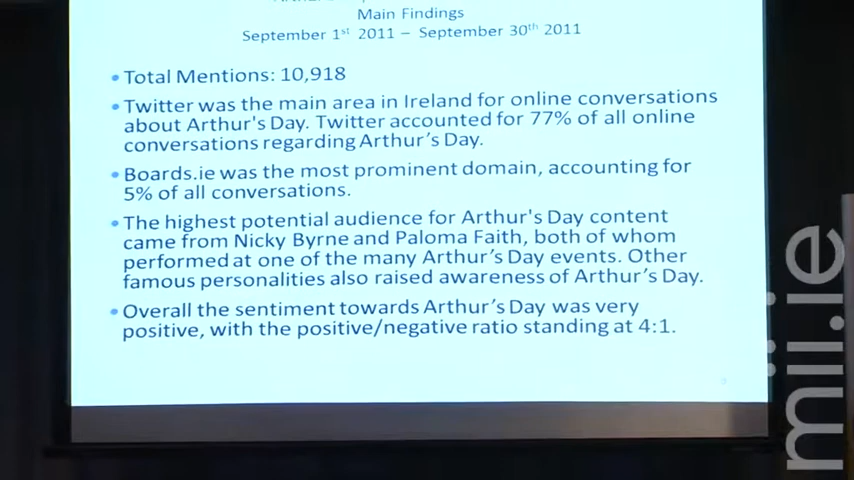 Main Findings
September 1st 2011 – September 30th 2011
• Total Mentions: 10,918
• Twitter was the main area in Ireland for online conversations
about Arthur's Day. Twitter accounted for 77% of all online
conversations regarding Arthur's Day.
• Boards.ie was the most prominent domain, accounting for
5% of all conversations.
• The highest potential audience for Arthur's Day content
came from Nicky Byrne and Paloma Faith, both of whom
performed at one of the many Arthur's Day events. Other
famous personalities also raised awareness of Arthur's Day.
• Overall the sentiment towards Arthur's Day was very
positive, with the positive/negative ratio standing at 4:1.
mii.ie